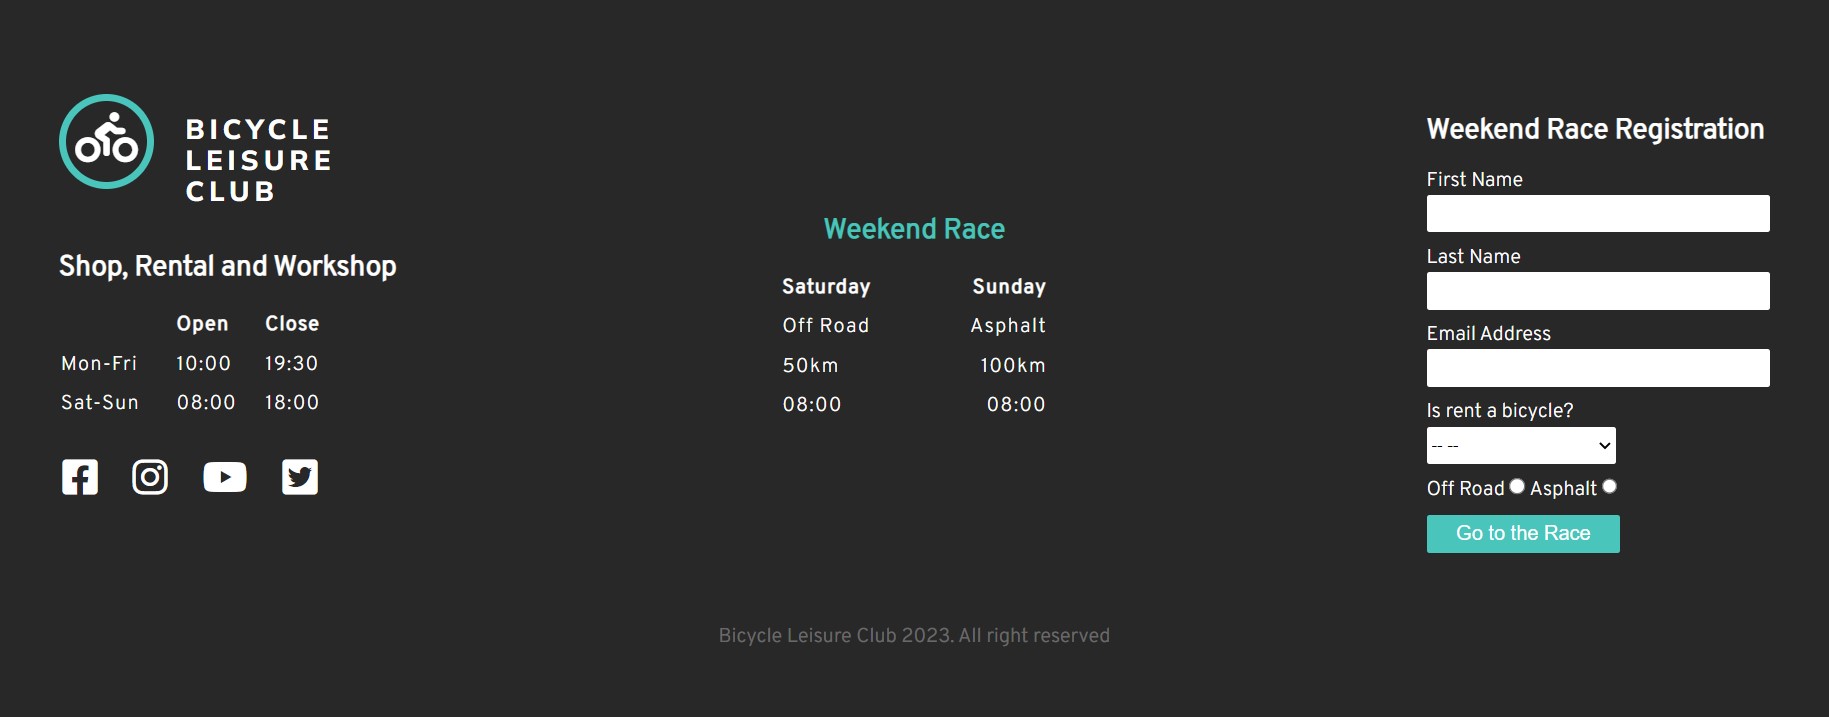 BICYCLE
LEISURE
CLUB
Shop, Rental and Workshop
Open Close
Mon-Fri 10:00 19:30
Sat-Sun 08:00 18:00
Weekend Race
Saturday Sunday
Off Road Asphalt
50km 100km
08:00 08:00
Weekend Race Registration
First Name
Last Name
Email Address
Is rent a bicycle?
-- --
Off Road Asphalt
Go to the Race
Bicycle Leisure Club 2023. All right reserved